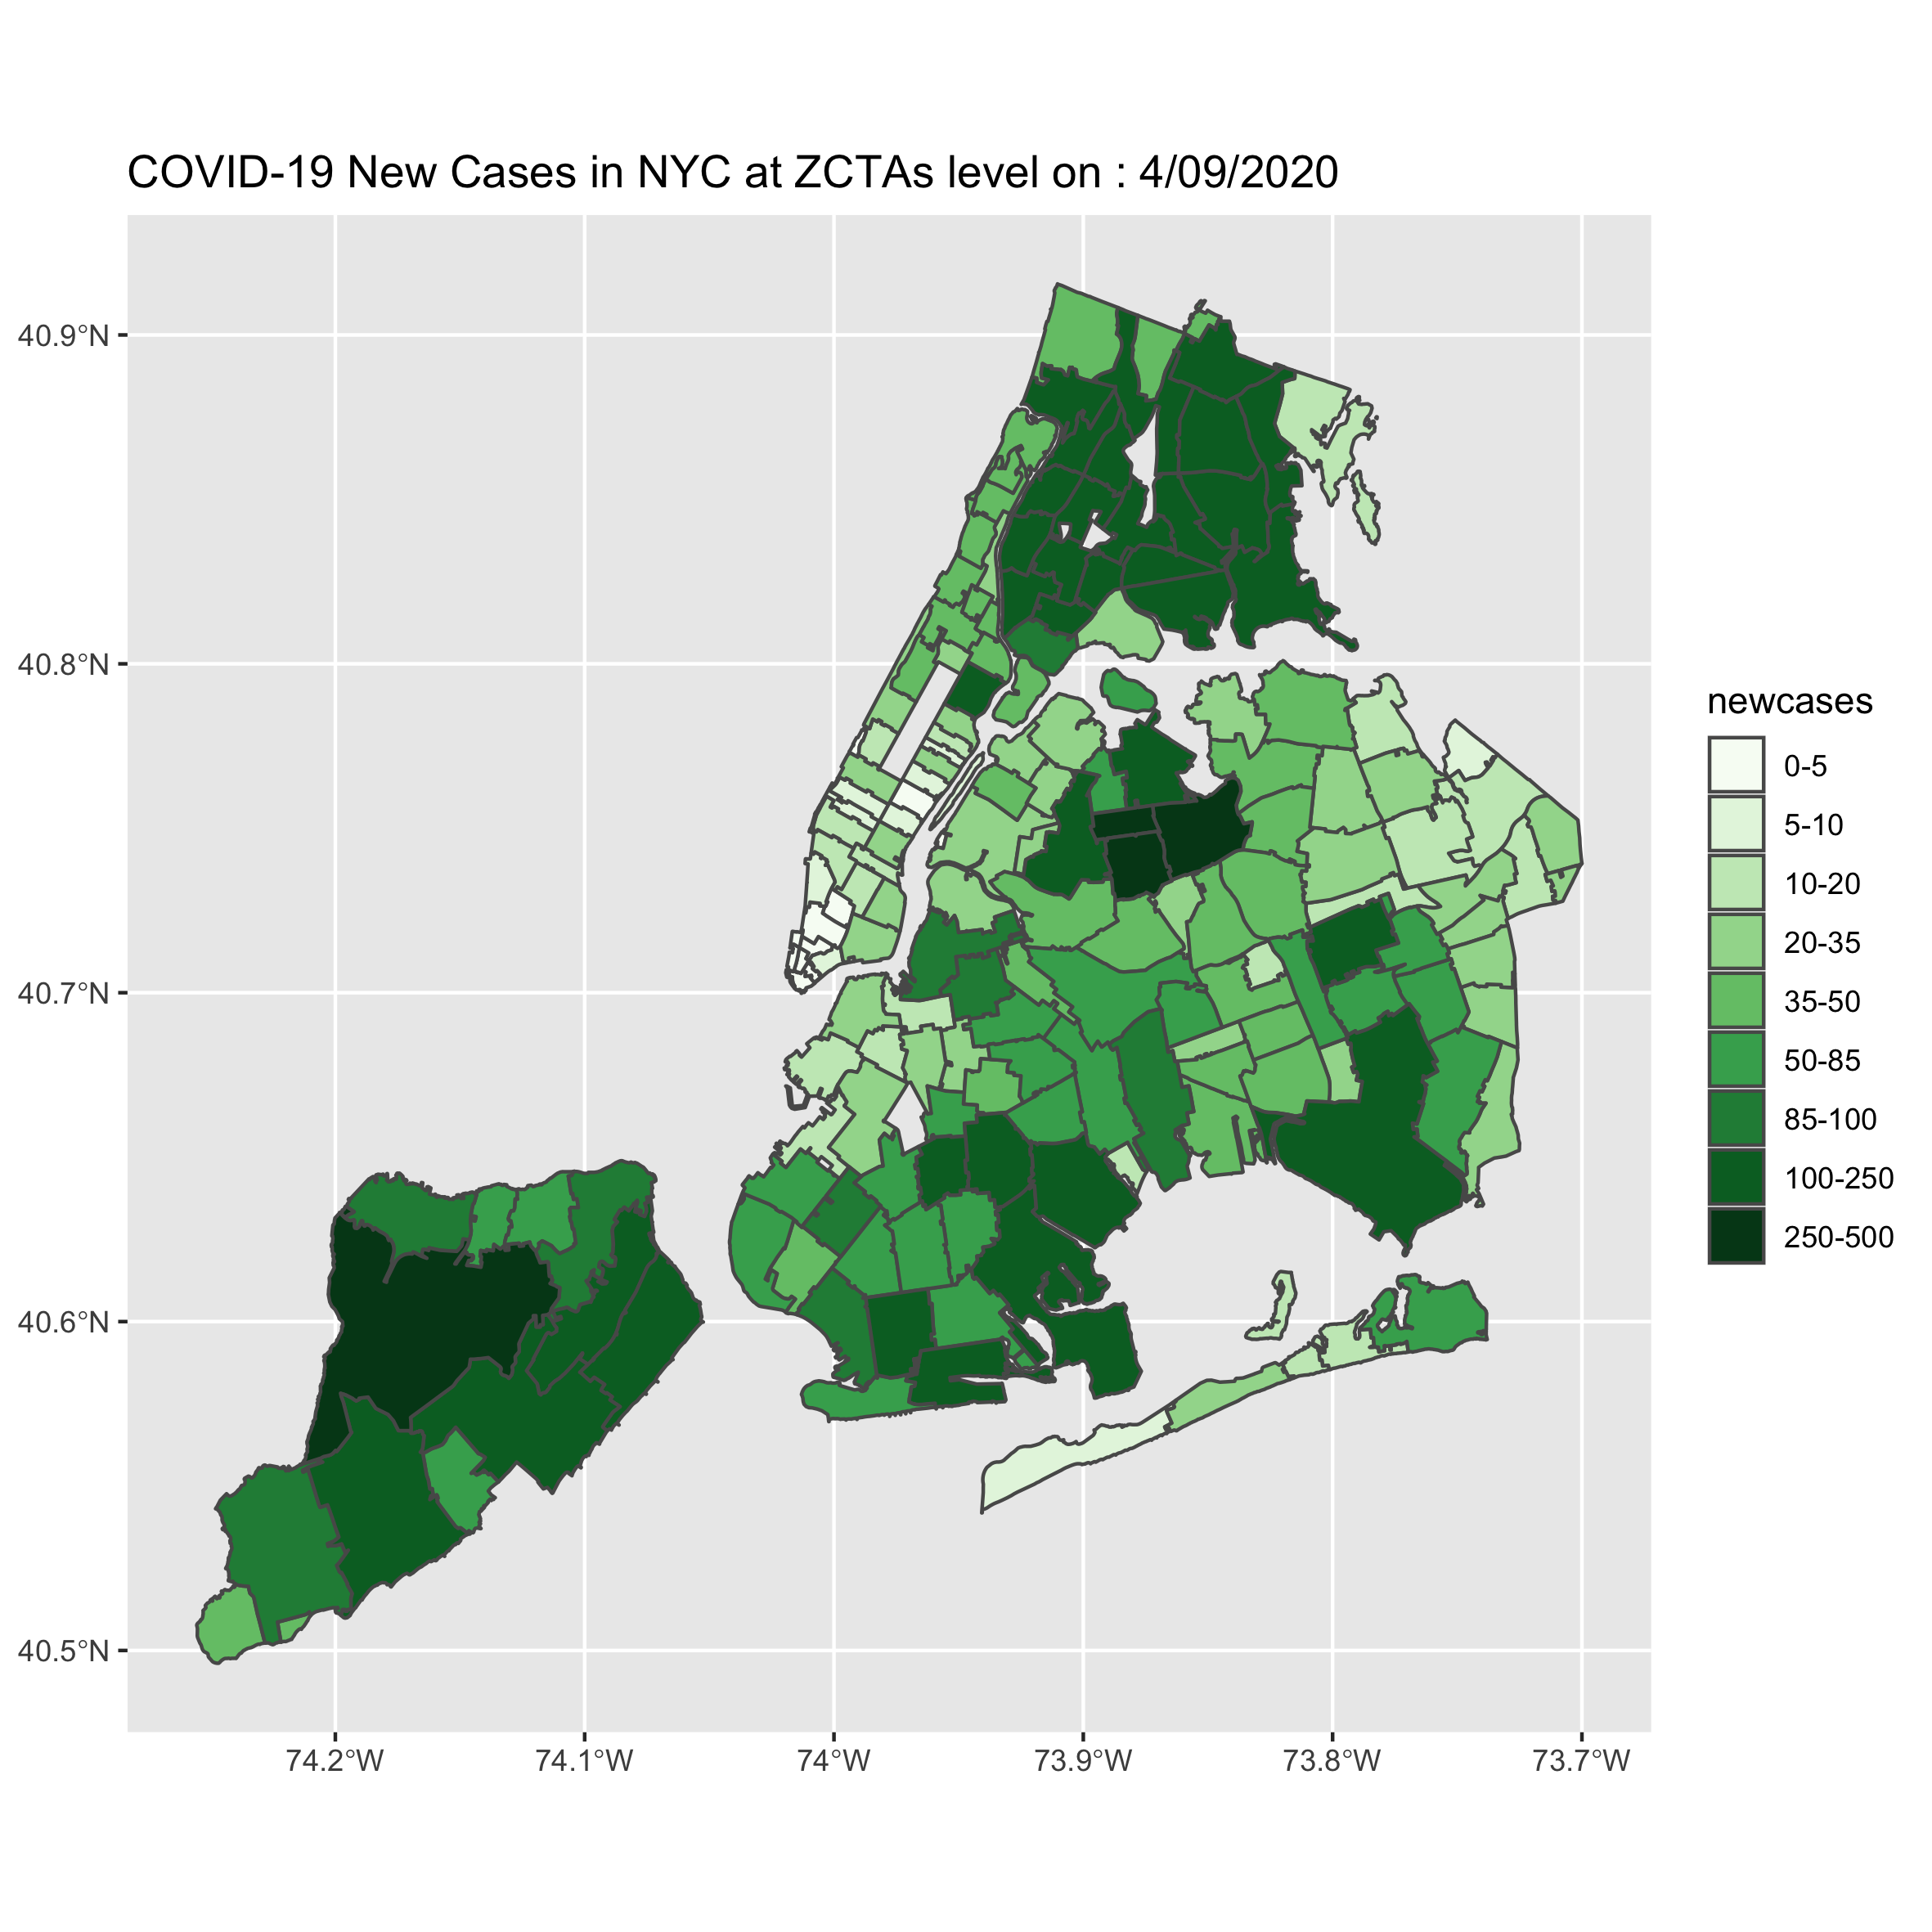 COVID-19 New Cases in NYC at ZCTAs level on : 4/09/2020
40.9°N
40.8°N
40.7°N
40.6°N
40.5°N
74.2°W
74.1°W
74°W
73.9°W
73.8°W
73.7°W
newcases
0-5
5-10
10-20
20-35
35-50
50-85
85-100
100-250
250-500